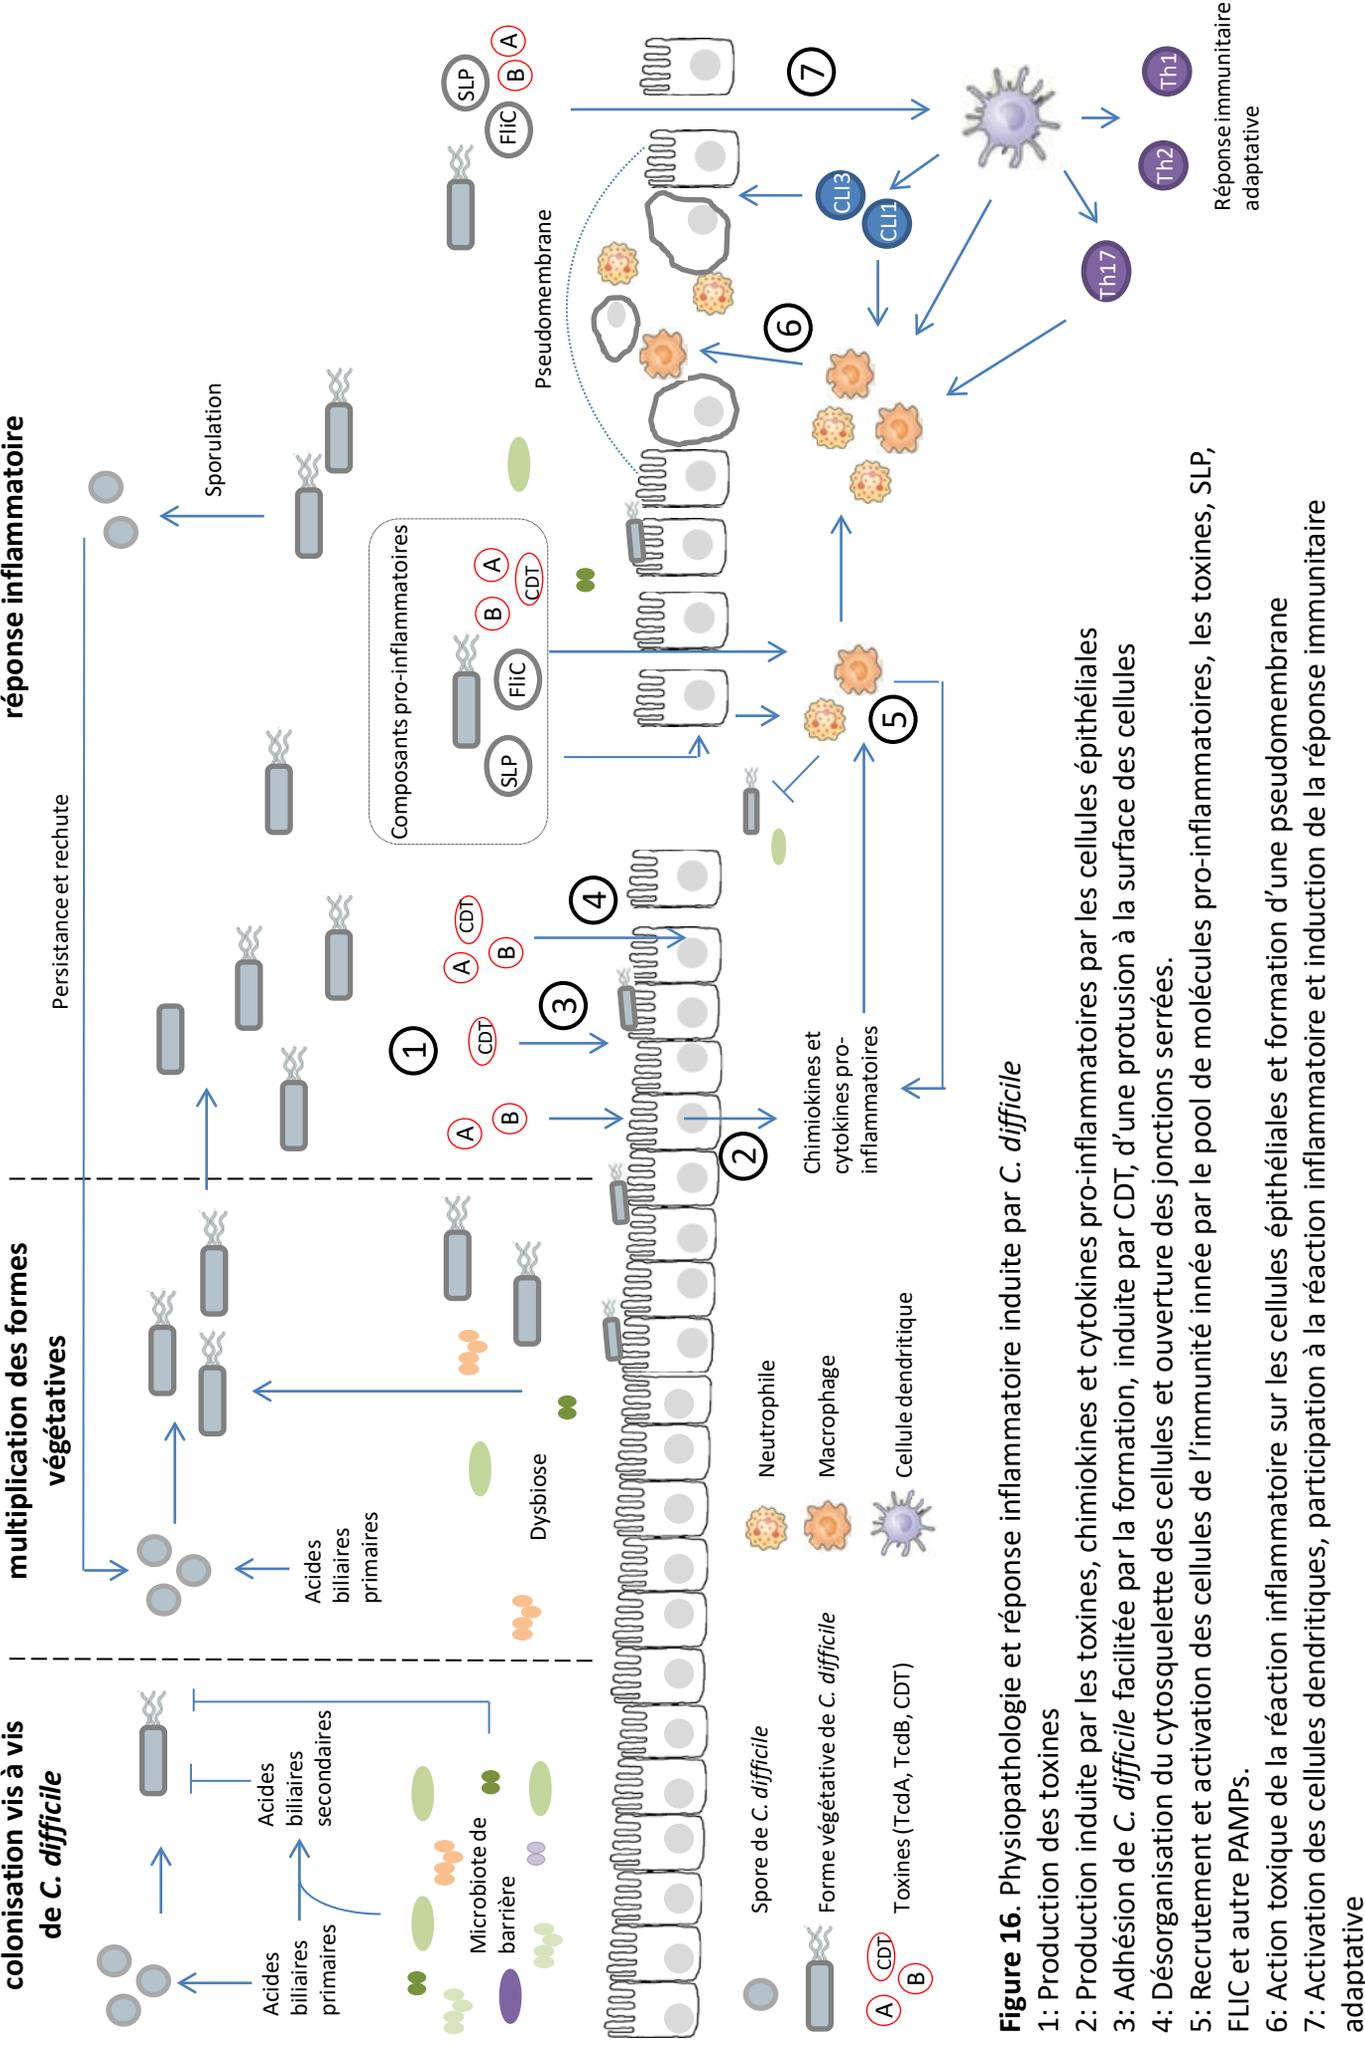 colonisation vis à vis
de C. difficile
multiplication des formes
végétatives
réponse inflammatoire
Persistance et rechute
Sporulation
Acides
biliaires
primaires
Acides
biliaires
secondaires
Microbiote de
barrière
Acides
biliaires
primaires
Dysbiose
1
A
B
CDT
A
B
CDT
2
3
4
Chimiokines et
cytokines pro-
inflammatoires
Composants pro-inflammatoires
SLP
FliC
B
A
CDT
5
Pseudomembrane
6
SLP
FliC
B
A
7
CLI3
CLI1
Th17
Th2
Th1
Réponse immunitaire
adaptative
Spore de C. difficile
Forme végétative de C. difficile
A
CDT
B
Toxines (TcdA, TcdB, CDT)
Neutrophile
Macrophage
Cellule dendritique
Figure 16. Physiopathologie et réponse inflammatoire induite par C. difficile
1: Production des toxines
2: Production induite par les toxines, chimiokines et cytokines pro-inflammatoires par les cellules épithéliales
3: Adhésion de C. difficile facilitée par la formation, induite par CDT, d’une protusion à la surface des cellules
4: Désorganisation du cytosquelette des cellules et ouverture des jonctions serrées.
5: Recrutement et activation des cellules de l’immunité innée par le pool de molécules pro-inflammatoires, les toxines, SLP,
FLIC et autre PAMPs.
6: Action toxique de la réaction inflammatoire sur les cellules épithéliales et formation d’une pseudomembrane
7: Activation des cellules dendritiques, participation à la réaction inflammatoire et induction de la réponse immunitaire
adaptative